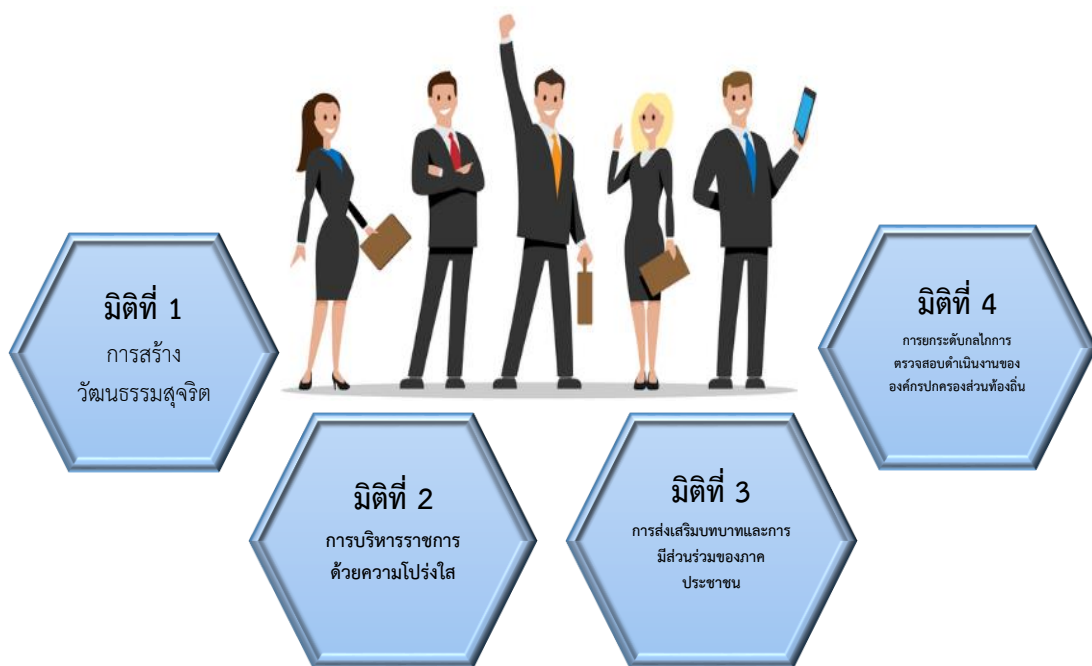 มิติที่ 1
การสร้าง
วัฒนธรรมสุจริต
มิติที่ 2
การบริหารราชการ
ด้วยความโปร่งใส
มิติที่ 3
การส่งเสริมบทบาทและการ
มีส่วนร่วมของภาค
ประชาชน
มิติที่ 4
การยกระดับกลไกการ
ตรวจสอบดำเนินงานของ
องค์กรปกครองส่วนท้องถิ่น